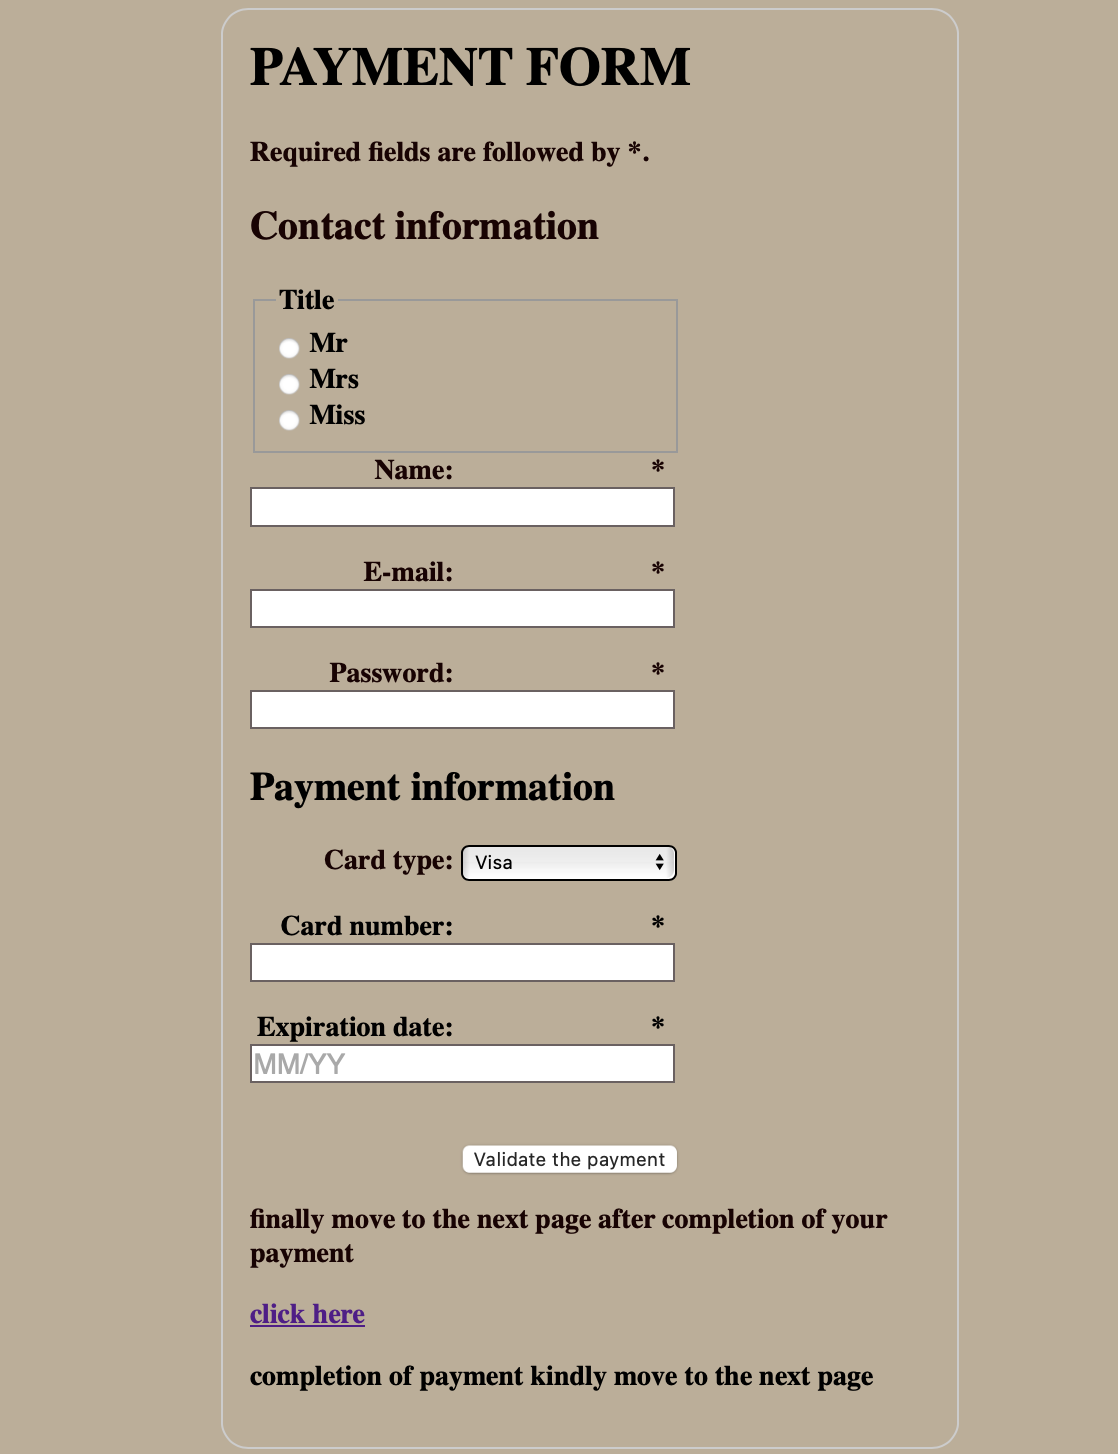 PAYMENT FORM
Required fields are followed by *.
Contact information
Title
Mr
Mrs
Miss
Name: *
E-mail: *
Password: *
Payment information
Card type: Visa
Card number: *
Expiration date: *
MM/YY
Validate the payment
finally move to the next page after completion of your
payment
click here
completion of payment kindly move to the next page